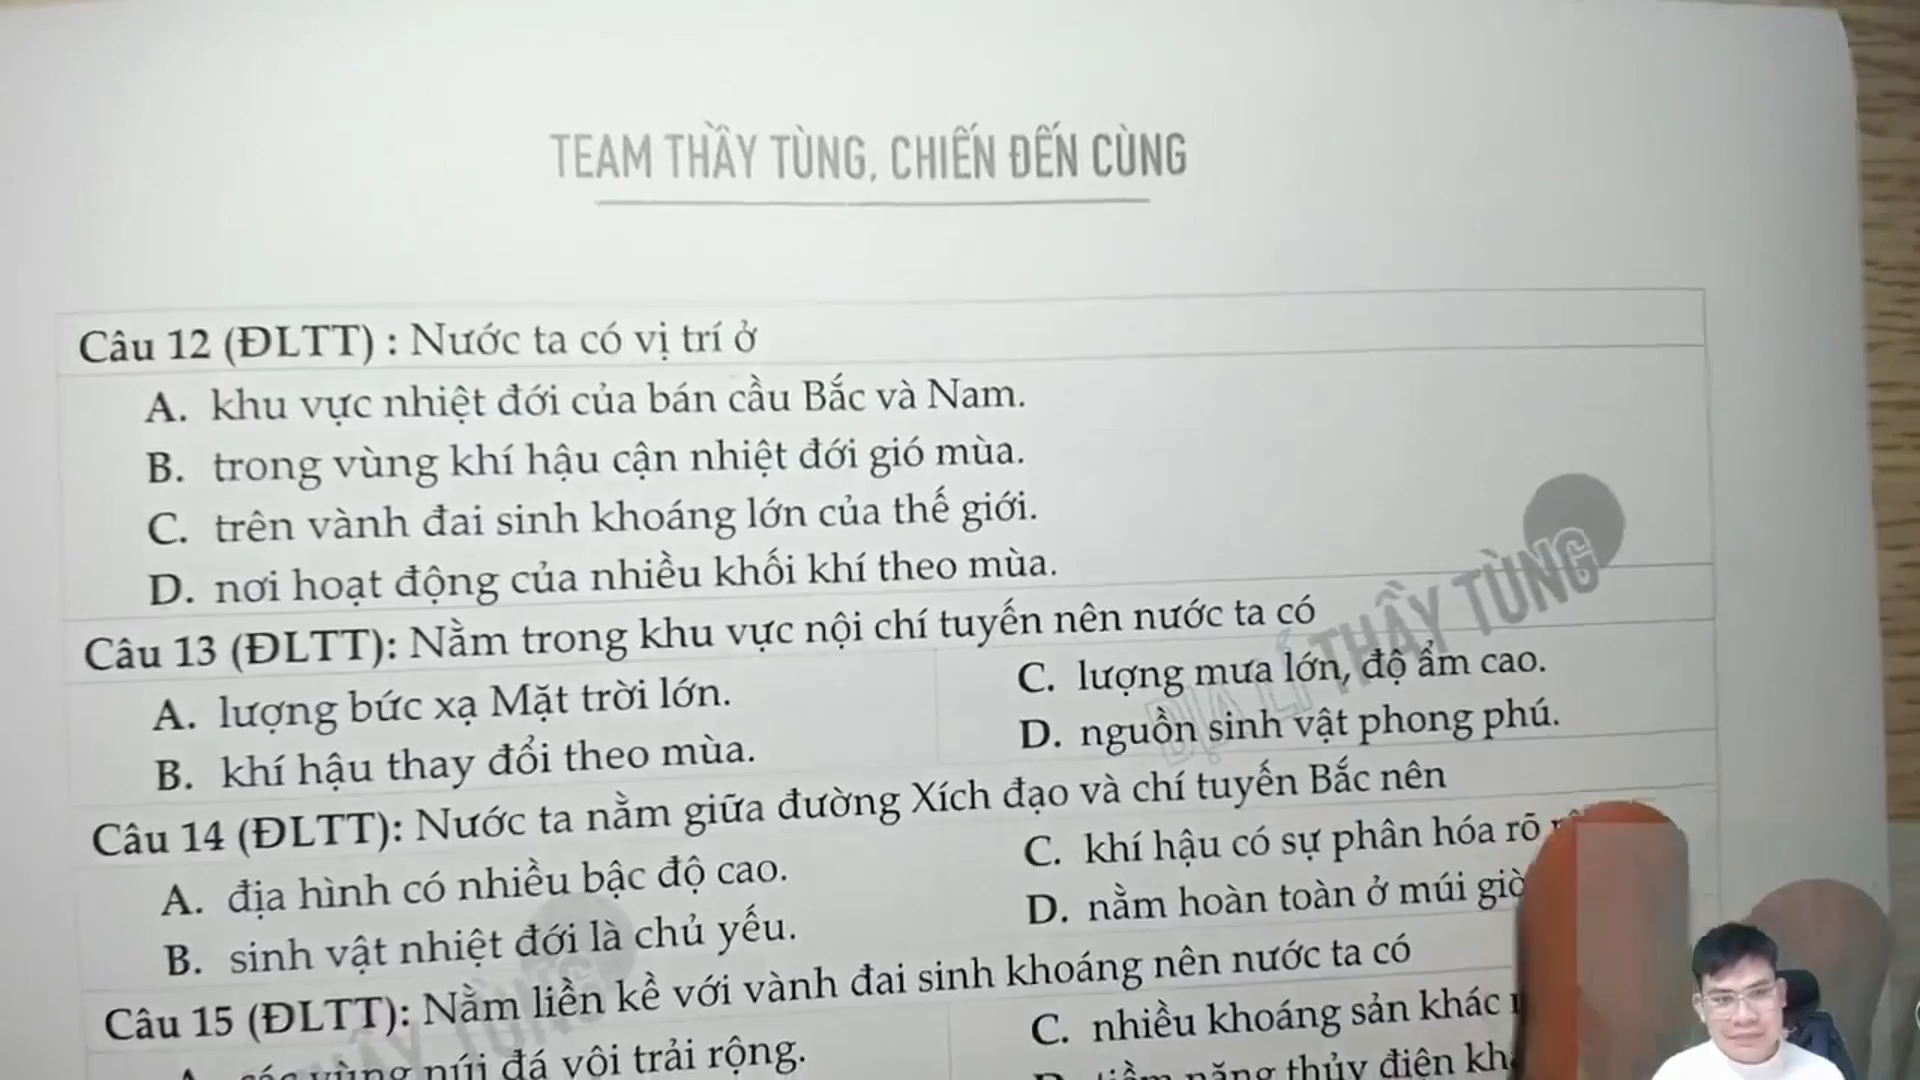 TEAM THẦY TÙNG, CHIẾN ĐẾN CÙNG
Câu 12 (ĐLTT) : Nước ta có vị trí ở
A. khu vực nhiệt đới của bán cầu Bắc và Nam.
B. trong vùng khí hậu cận nhiệt đới gió mùa.
C. trên vành đai sinh khoáng lớn của thế giới.
D. nơi hoạt động của nhiều khối khí theo mùa.
Câu 13 (ĐLTT): Nằm trong khu vực nội chí tuyến nên nước ta có
A. lượng bức xạ Mặt trời lớn.
B. khí hậu thay đổi theo mùa.
C. lượng mưa lớn, độ ẩm cao.
D. nguồn sinh vật phong phú.
ĐỊA LÍ THẦY TÙNG
Câu 14 (ĐLTT): Nước ta nằm giữa đường Xích đạo và chí tuyến Bắc nên
A. địa hình có nhiều bậc độ cao.
B. sinh vật nhiệt đới là chủ yếu.
C. khí hậu có sự phân hóa rõ
D. nằm hoàn toàn ở múi
THẦY TÙNG
Câu 15 (ĐLTT): Nằm liền kề với vành đai sinh khoáng nên nước ta có
các vùng núi đá vôi trải rộng.
C. nhiều khoáng sản khác
tiềm năng thủy điện